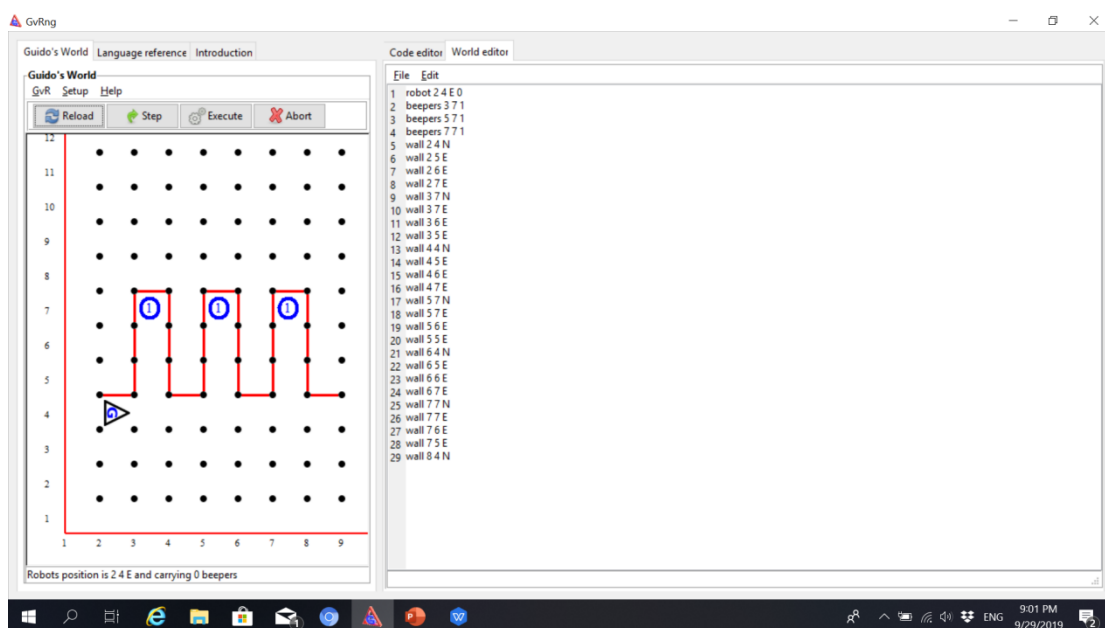 GvRng
Guido's World Language reference Introduction
Guido's World
GvR Setup Help
Reload Step Execute Abort
12
11
10
9
8
7
6
5
4
3
2
1
1 1 1
G
1 2 3 4 5 6 7 8 9
Robots position is 2 4 E and carrying 0 beepers
Code editor World editor
File Edit
1 robot 2 4 E 0
2 beepers 3 7 1
3 beepers 5 7 1
4 beepers 7 7 1
5 wall 2 4 N
6 wall 2 5 E
7 wall 2 6 E
8 wall 2 7 E
9 wall 3 7 N
10 wall 3 7 E
11 wall 3 6 E
12 wall 3 5 E
13 wall 4 4 N
14 wall 4 5 E
15 wall 4 6 E
16 wall 4 7 E
17 wall 5 7 N
18 wall 5 7 E
19 wall 5 6 E
20 wall 5 5 E
21 wall 6 4 N
22 wall 6 5 E
23 wall 6 6 E
24 wall 6 7 E
25 wall 7 7 N
26 wall 7 7 E
27 wall 7 6 E
28 wall 7 5 E
29 wall 8 4 N
ENG
9:01 PM
9/29/2019
2